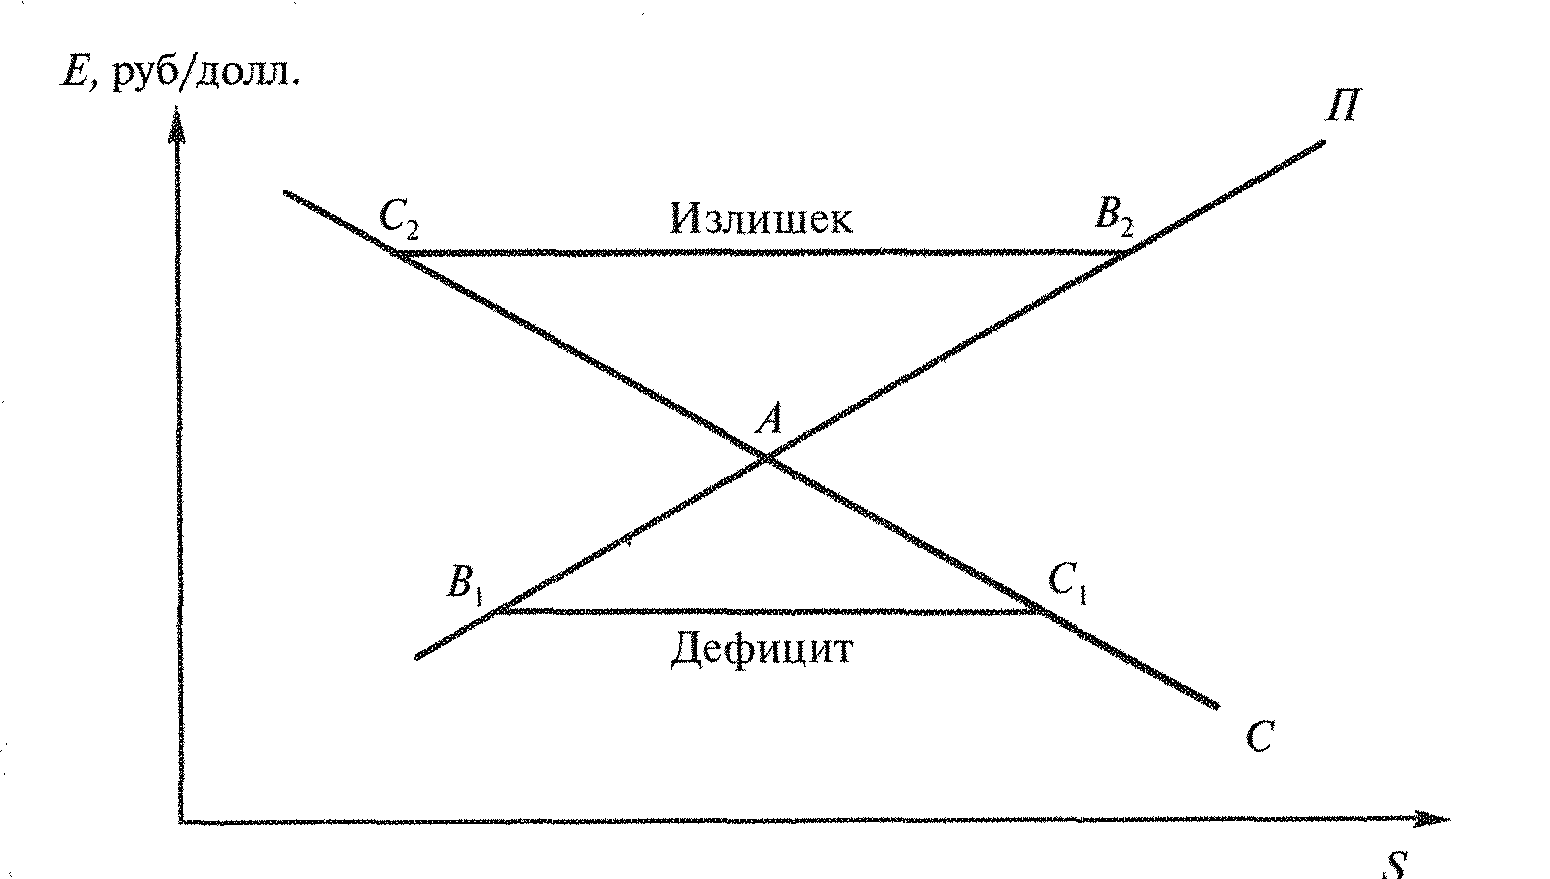 E, руб/долл.
П
C₂
Излишек
B₂
A
B₁
C₁
Дефицит
C
S